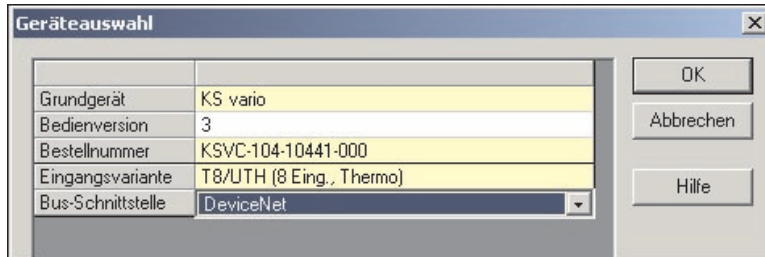 Geräteauswahl
Grundgerät KS vario
Bedienversion 3
Bestellnummer KSVC-104-10441-000
Eingangsvariante T8/UTH (8 Eing., Thermo)
Bus-Schnittstelle DeviceNet
OK
Abbrechen
Hilfe